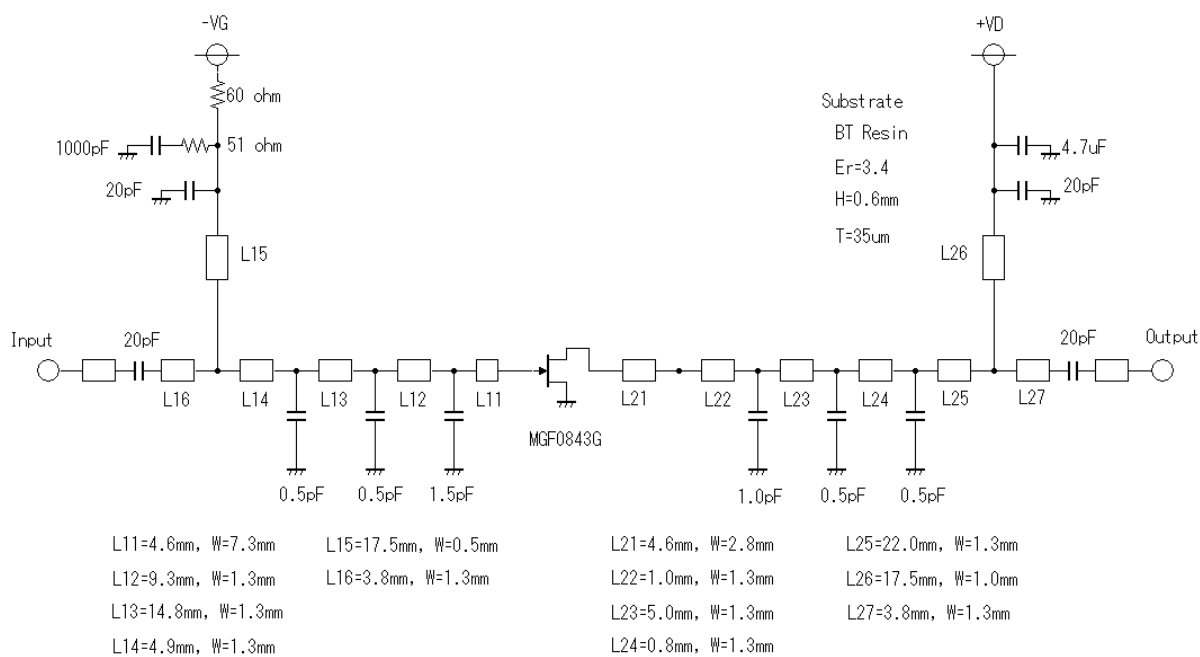 -VG
+VD
60 ohm
Substrate
1000pF
51 ohm
BT Resin
4.7uF
Er=3.4
20pF
20pF
H=0.6mm
T=35um
L15
L26
Input
20pF
20pF
Output
L16
L14
L13
L12
L11
L21
L22
L23
L24
L25
L27
MGF0843G
0.5pF
0.5pF
1.5pF
1.0pF
0.5pF
0.5pF
L11=4.6mm, W=7.3mm
L12=9.3mm, W=1.3mm
L13=14.8mm, W=1.3mm
L14=4.9mm, W=1.3mm
L15=17.5mm, W=0.5mm
L16=3.8mm, W=1.3mm
L21=4.6mm, W=2.8mm
L22=1.0mm, W=1.3mm
L23=5.0mm, W=1.3mm
L24=0.8mm, W=1.3mm
L25=22.0mm, W=1.3mm
L26=17.5mm, W=1.0mm
L27=3.8mm, W=1.3mm